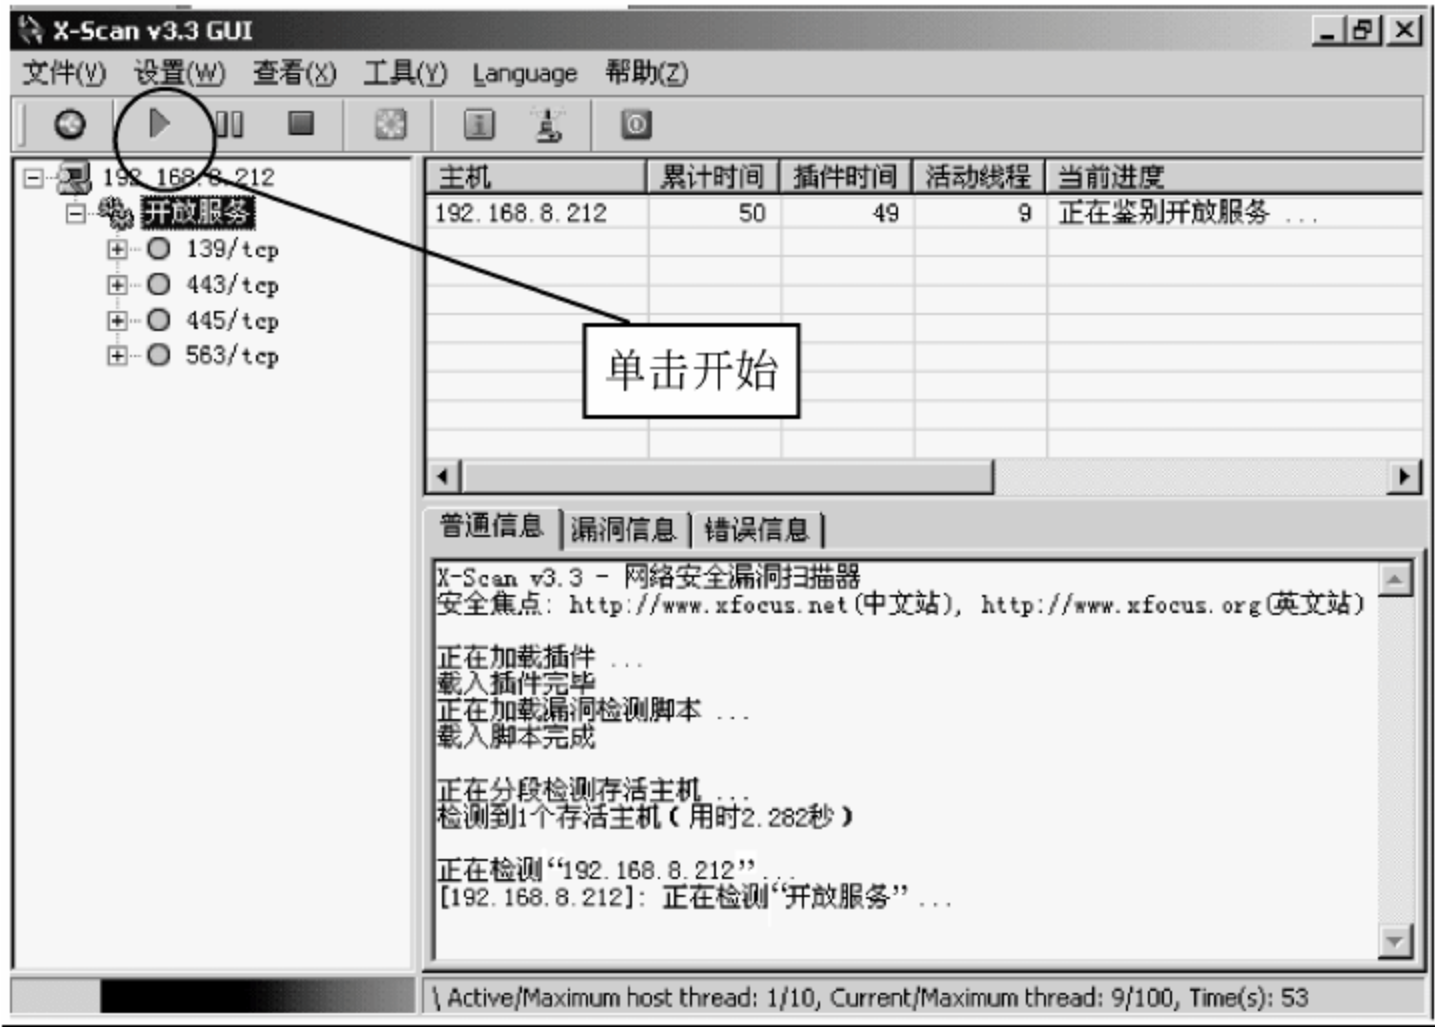 X-Scan v3.3 GUI
文件(V) 设置(W) 查看(X) 工具(Y) Language 帮助(Z)
192.168.8.212
开放服务
139/tcp
443/tcp
445/tcp
563/tcp
主机 累计时间 插件时间 活动线程 当前进度
192.168.8.212 50 49 9 正在鉴别开放服务 ...
单击开始
普通信息 漏洞信息 错误信息
X-Scan v3.3 - 网络安全漏洞扫描器
安全焦点: http://www.xfocus.net(中文站), http://www.xfocus.org(英文站)
正在加载插件 ...
载入插件完毕
正在加载漏洞检测脚本 ...
载入脚本完成
正在分段检测存活主机 ...
检测到1个存活主机(用时2.282秒)
正在检测“192.168.8.212”...
[192.168.8.212]: 正在检测“开放服务” ...
\ Active/Maximum host thread: 1/10, Current/Maximum thread: 9/100, Time(s): 53